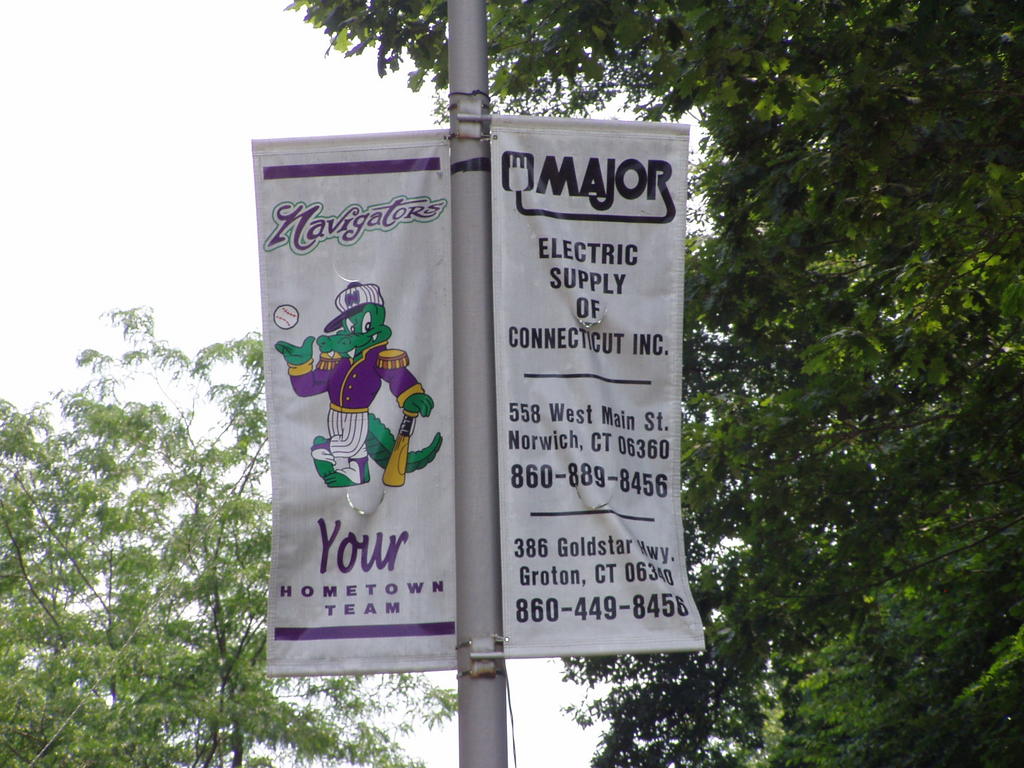 Navigators
N
Your
HOMETOWN
TEAM
MAJOR
ELECTRIC
SUPPLY
OF
CONNECTICUT INC.
558 West Main St.
Norwich, CT 06360
860-889-8456
386 Goldstar Hwy.
Groton, CT 06340
860-449-8456